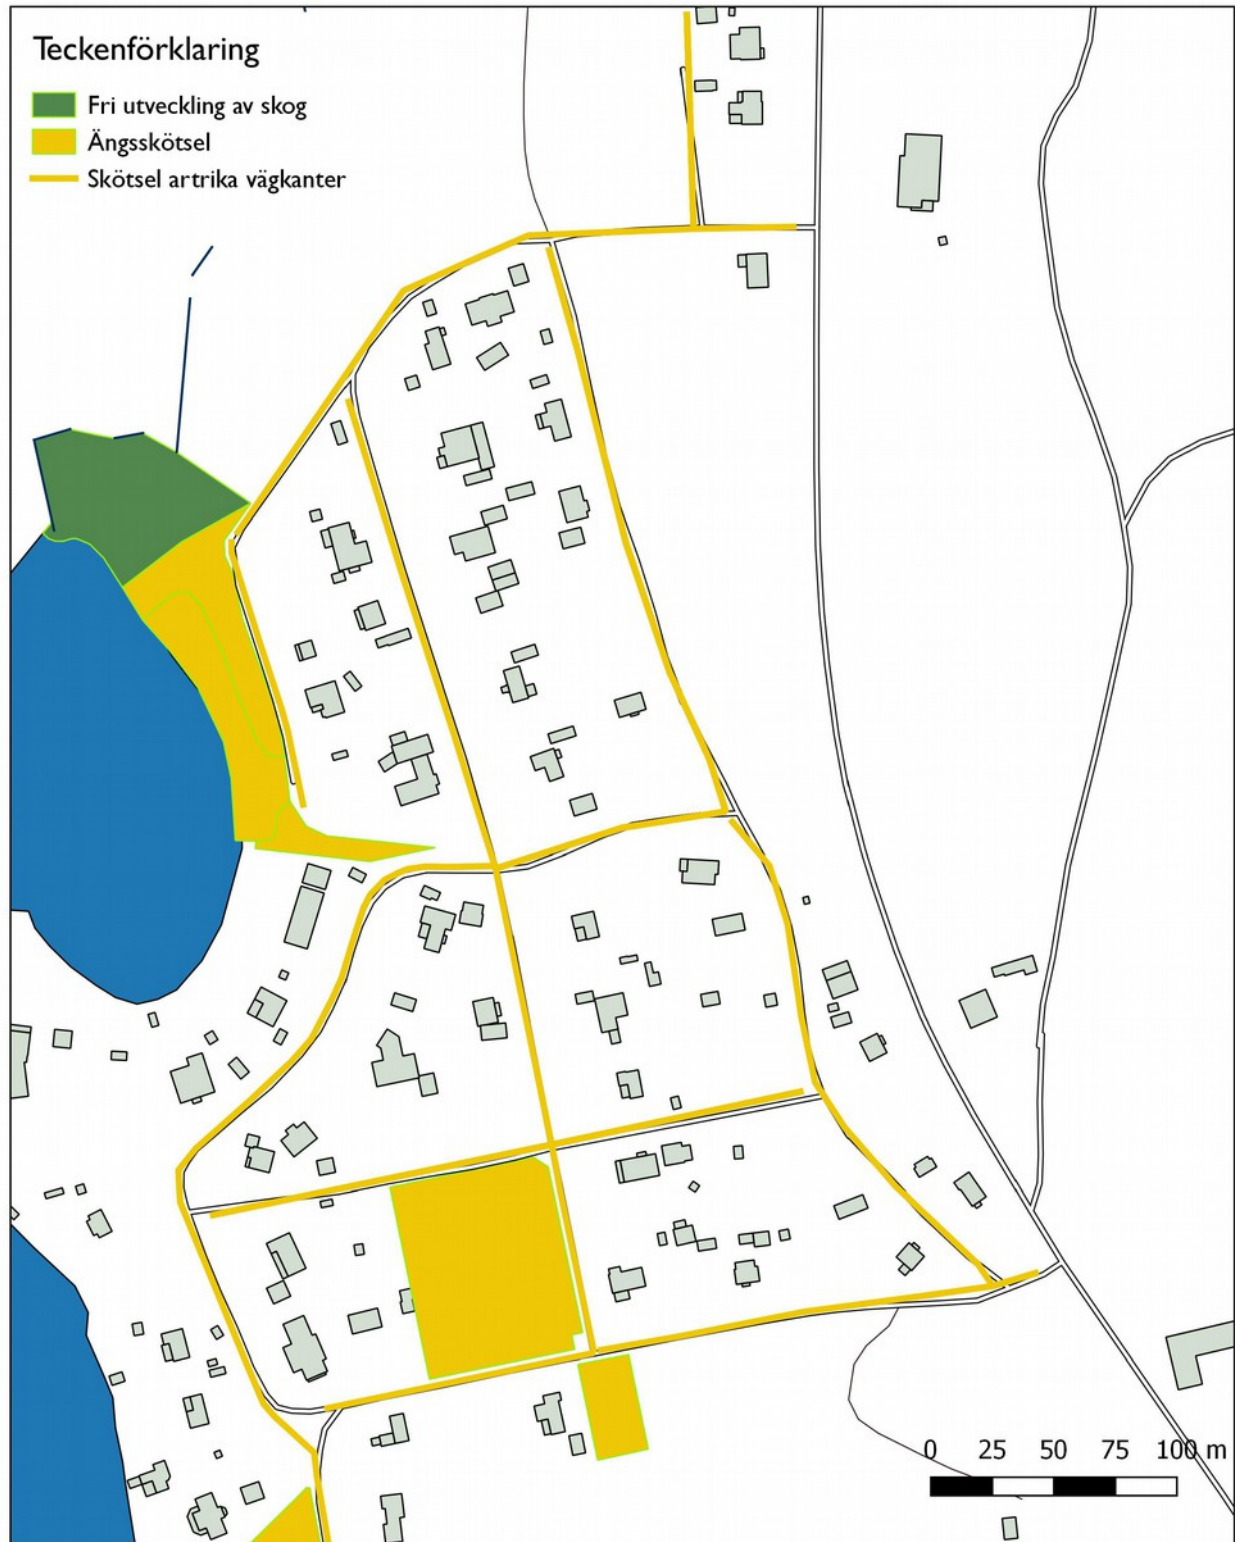 Teckenförklaring
Fri utveckling av skog
Ängsskötsel
Skötsel artrika vägkanter
0 25 50 75 100 m